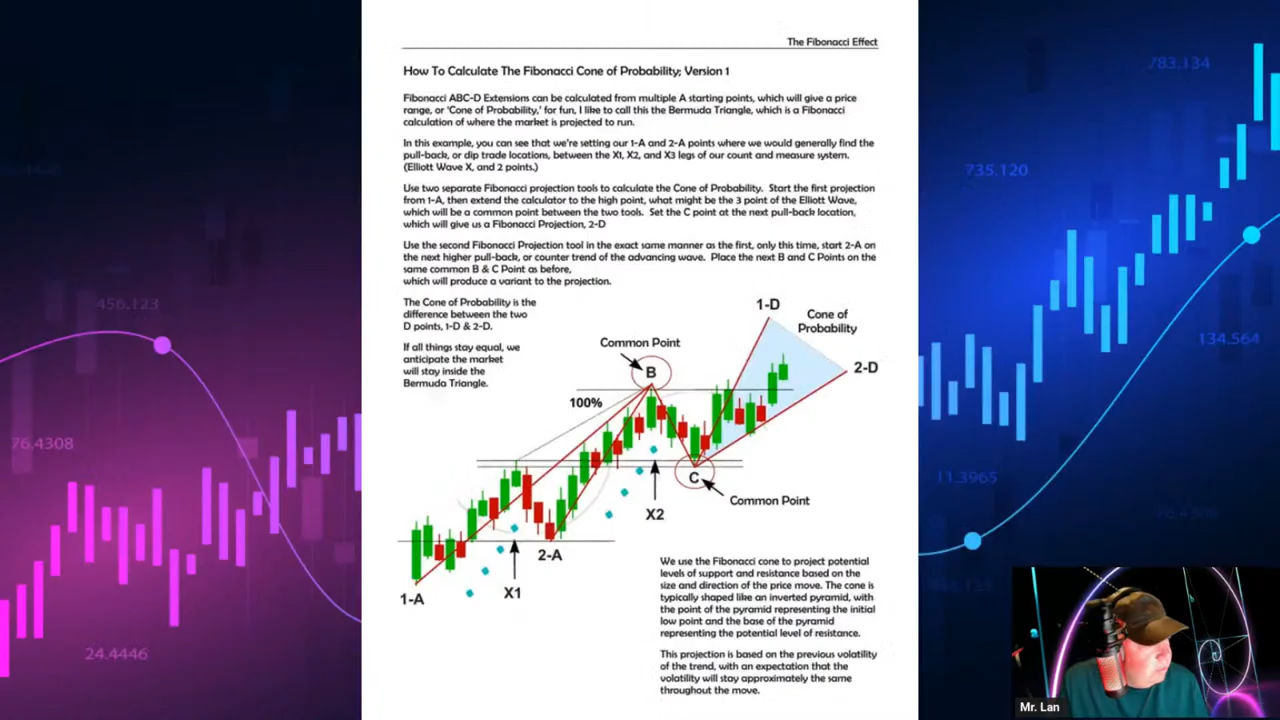 The Fibonacci Effect
How To Calculate The Fibonacci Cone of Probability; Version 1
Fibonacci ABC-D Extensions can be calculated from multiple A starting points, which will give a price
range, or 'Cone of Probability,' for fun, I like to call this the Bermuda Triangle, which is a Fibonacci
calculation of where the market is projected to run.
In this example, you can see that we're setting our 1-A and 2-A points where we would generally find the
pull-back, or dip trade locations, between the X1, X2, and X3 legs of our count and measure system.
(Elliott Wave X, and 2 points.)
Use two separate Fibonacci projection tools to calculate the Cone of Probability. Start the first projection
from 1-A, then extend the calculator to the high point, what might be the 3 point of the Elliott Wave,
which will be a common point between the two tools. Set the C point at the next pull-back location,
which will give us a Fibonacci Projection, 2-D
Use the second Fibonacci Projection tool in the exact same manner as the first, only this time, start 2-A on
the next higher pull-back, or counter trend of the advancing wave. Place the next B and C Points on the
same common B & C Point as before,
which will produce a variant to the projection.
The Cone of Probability is the
difference between the two
D points, 1-D & 2-D.
If all things stay equal, we
anticipate the market
will stay inside the
Bermuda Triangle.
1-D
Cone of
Probability
2-D
Common Point
B
100%
C
Common Point
X2
2-A
X1
1-A
We use the Fibonacci cone to project potential
levels of support and resistance based on the
size and direction of the price move. The cone is
typically shaped like an inverted pyramid, with
the point of the pyramid representing the initial
low point and the base of the pyramid
representing the potential level of resistance.
This projection is based on the previous volatility
of the trend, with an expectation that the
volatility will stay approximately the same
throughout the move.
456.123
76.4308
24.4446
783.134
735.120
134.564
11.3965
Mr. Lan